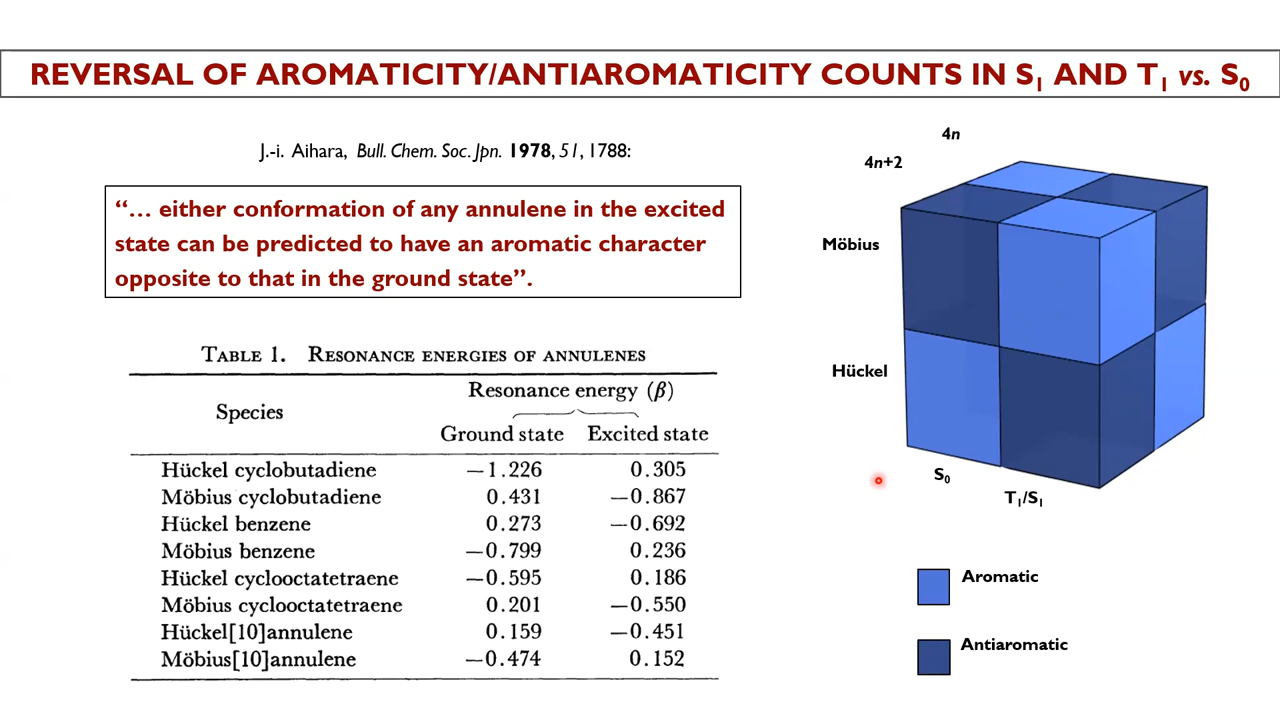 REVERSAL OF AROMATICITY/ANTIAROMATICITY COUNTS IN S1 AND T1 vs. S0
J.-i. Aihara, Bull. Chem. Soc. Jpn. 1978, 51, 1788:
“… either conformation of any annulene in the excited
state can be predicted to have an aromatic character
opposite to that in the ground state”.
TABLE 1. RESONANCE ENERGIES OF ANNULENES
Species
Resonance energy (β)
Ground state Excited state
Hückel cyclobutadiene −1.226 0.305
Möbius cyclobutadiene 0.431 −0.867
Hückel benzene 0.273 −0.692
Möbius benzene −0.799 0.236
Hückel cyclooctatetraene −0.595 0.186
Möbius cyclooctatetraene 0.201 −0.550
Hückel[10]annulene 0.159 −0.451
Möbius[10]annulene −0.474 0.152
4n
4n+2
Möbius
Hückel
S0
T1/S1
Aromatic
Antiaromatic